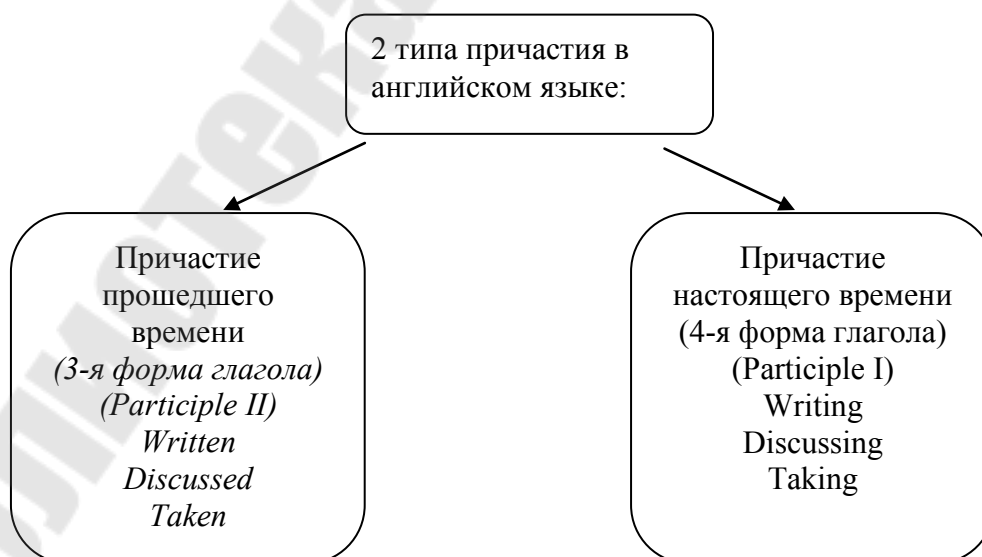 2 типа причастия в
английском языке:
Причастие
прошедшего
времени
(3-я форма глагола)
(Participle II)
Written
Discussed
Taken
Причастие
настоящего времени
(4-я форма глагола)
(Participle I)
Writing
Discussing
Taking